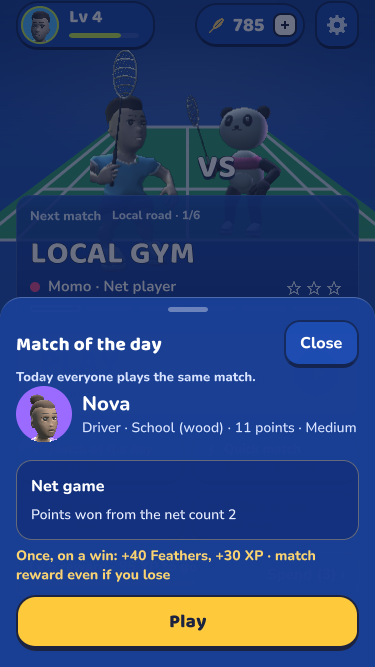 Lv 4
785
+
VS
Next match Local road · 1/6
LOCAL GYM
Momo · Net player
Match of the day
Close
Today everyone plays the same match.
Nova
Driver · School (wood) · 11 points · Medium
Net game
Points won from the net count 2
Once, on a win: +40 Feathers, +30 XP · match
reward even if you lose
Play